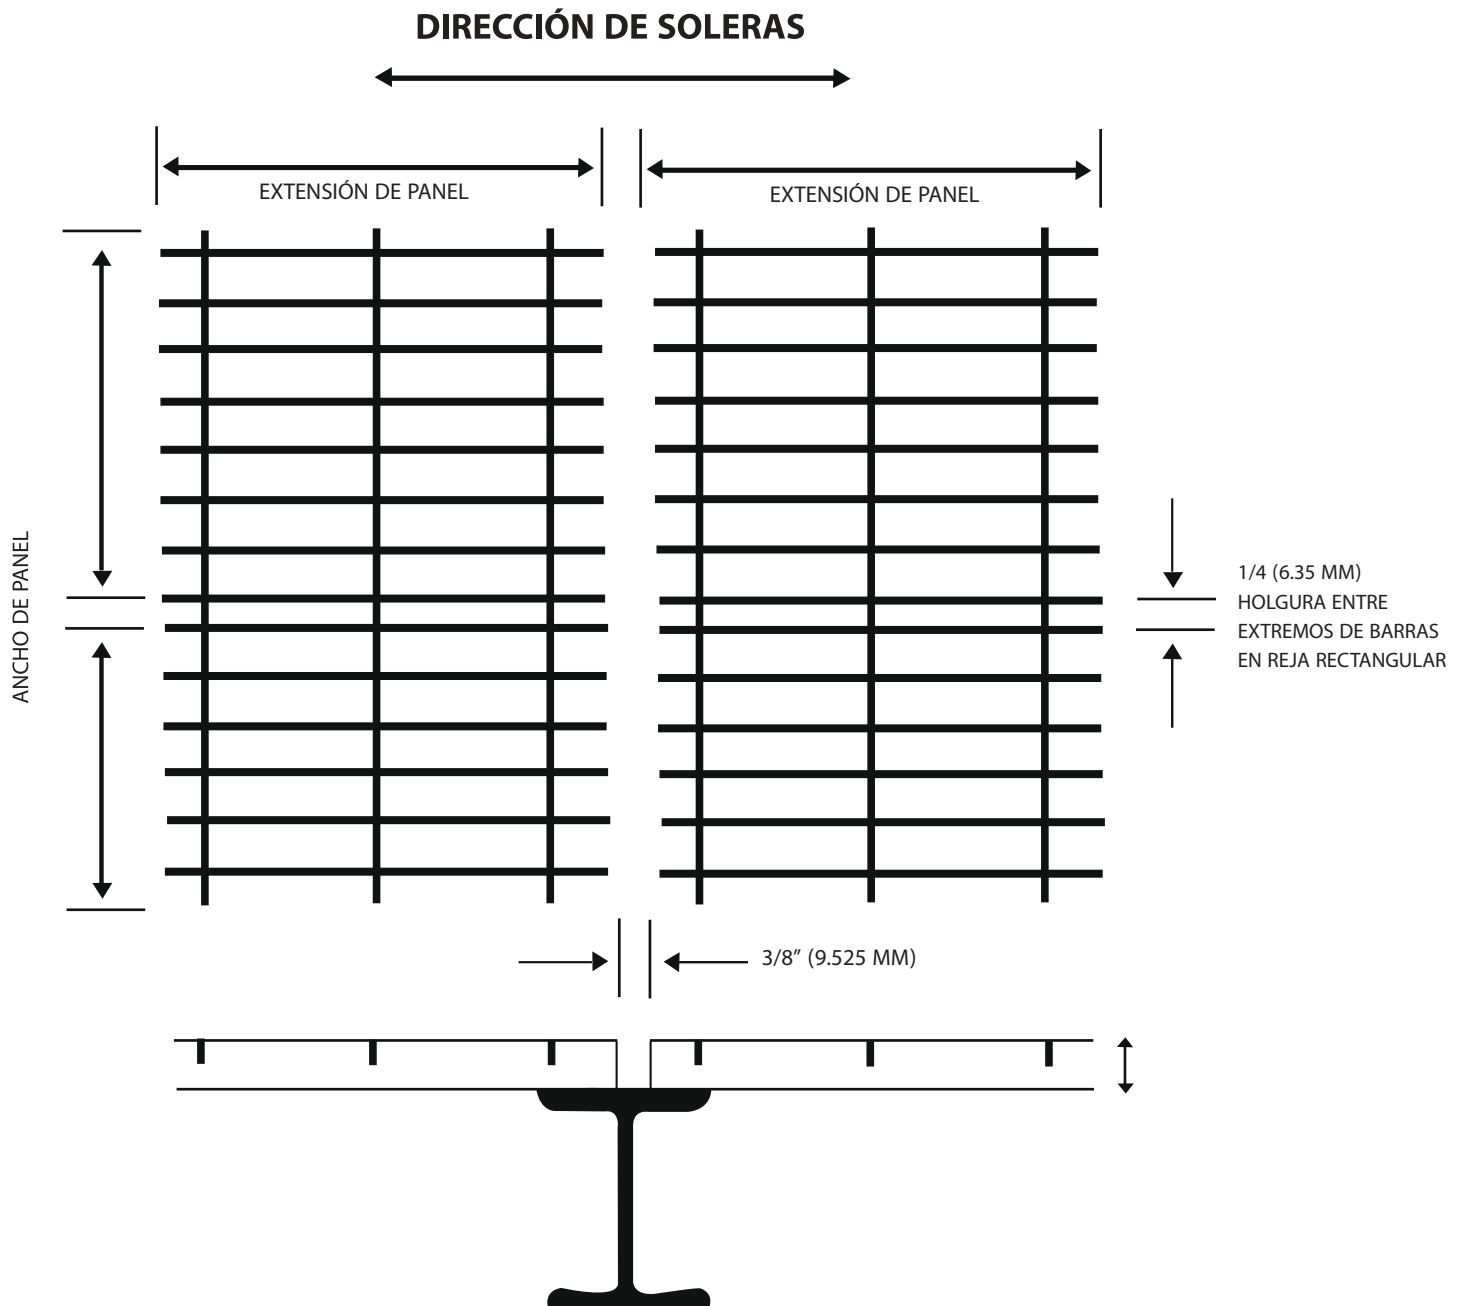 DIRECCIÓN DE SOLERAS
EXTENSIÓN DE PANEL
EXTENSIÓN DE PANEL
ANCHO DE PANEL
1/4 (6.35 MM)
HOLGURA ENTRE
EXTREMOS DE BARRAS
EN REJA RECTANGULAR
3/8” (9.525 MM)